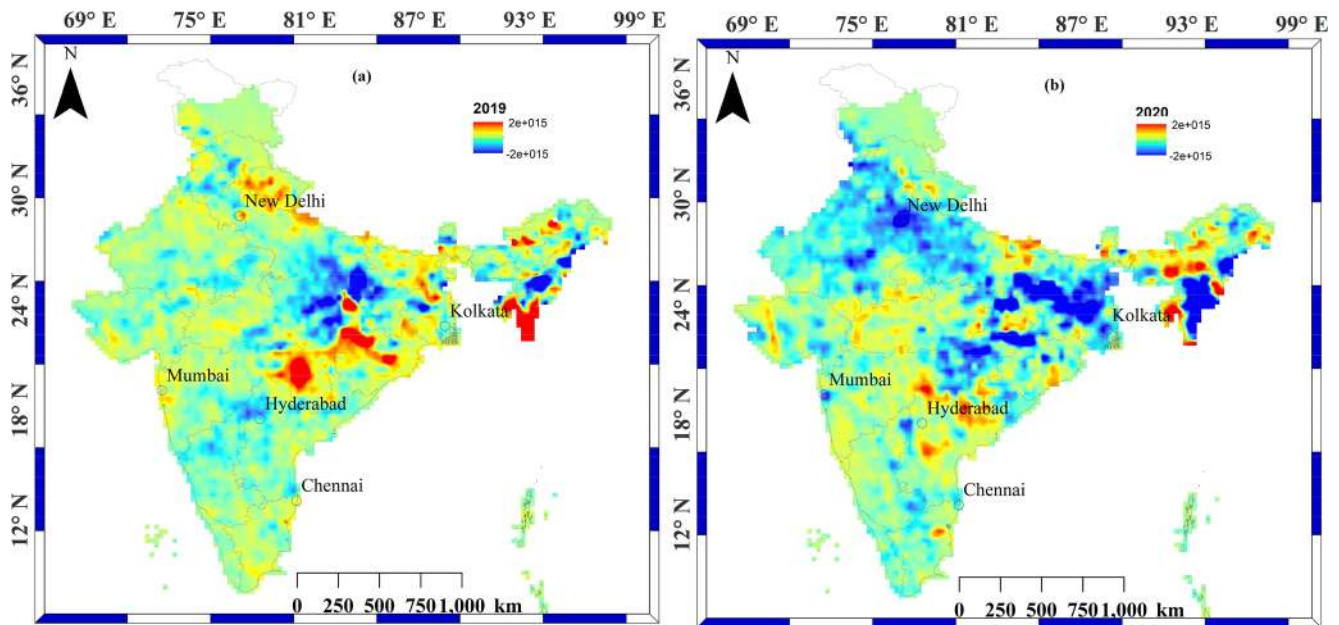 69° E 75° E 81° E 87° E 93° E 99° E
36° N
30° N
24° N
18° N
12° N
N
(a)
2019
2e+015
-2e+015
New Delhi
Kolkata
Mumbai
Hyderabad
Chennai
0 250 500 750 1,000 km
69° E 75° E 81° E 87° E 93° E 99° E
36° N
30° N
24° N
18° N
12° N
N
(b)
2020
2e+015
-2e+015
New Delhi
Kolkata
Mumbai
Hyderabad
Chennai
0 250 500 750 1,000 km